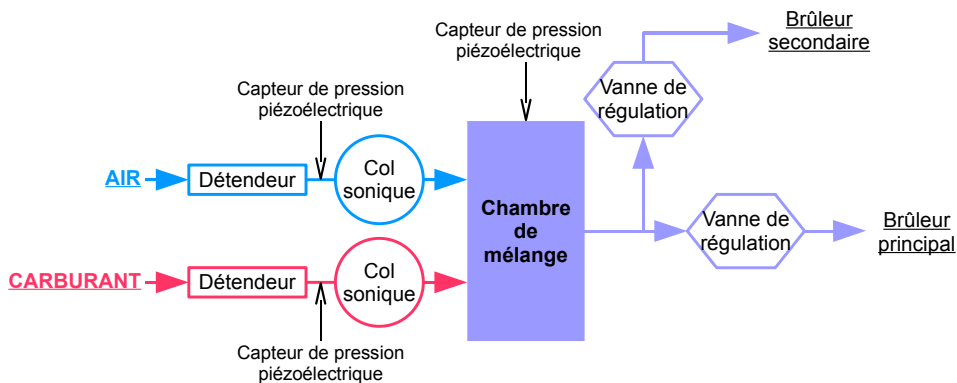 Capteur de pression
piézoélectrique
Brûleur
secondaire
Vanne de
régulation
Capteur de pression
piézoélectrique
AIR
Détendeur
Col
sonique
Chambre
de
mélange
Vanne de
régulation
Brûleur
principal
CARBURANT
Détendeur
Col
sonique
Capteur de pression
piézoélectrique